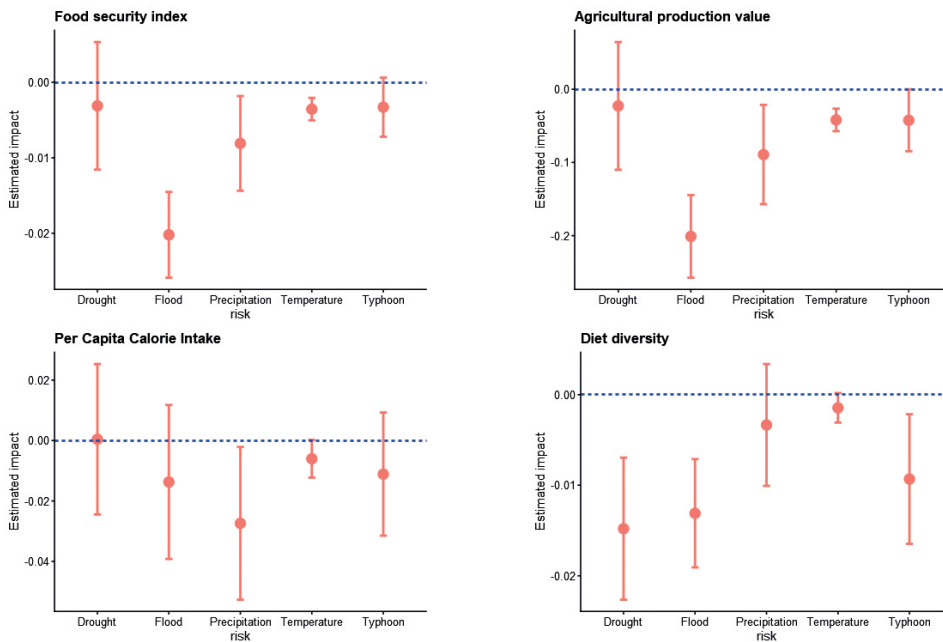 Food security index
Estimated impact
0.00
-0.01
-0.02
Drought Flood Precipitation Temperature Typhoon
risk
Agricultural production value
Estimated impact
0.0
-0.1
-0.2
Drought Flood Precipitation Temperature Typhoon
risk
Per Capita Calorie Intake
Estimated impact
0.02
0.00
-0.02
-0.04
Drought Flood Precipitation Temperature Typhoon
risk
Diet diversity
Estimated impact
0.00
-0.01
-0.02
Drought Flood Precipitation Temperature Typhoon
risk